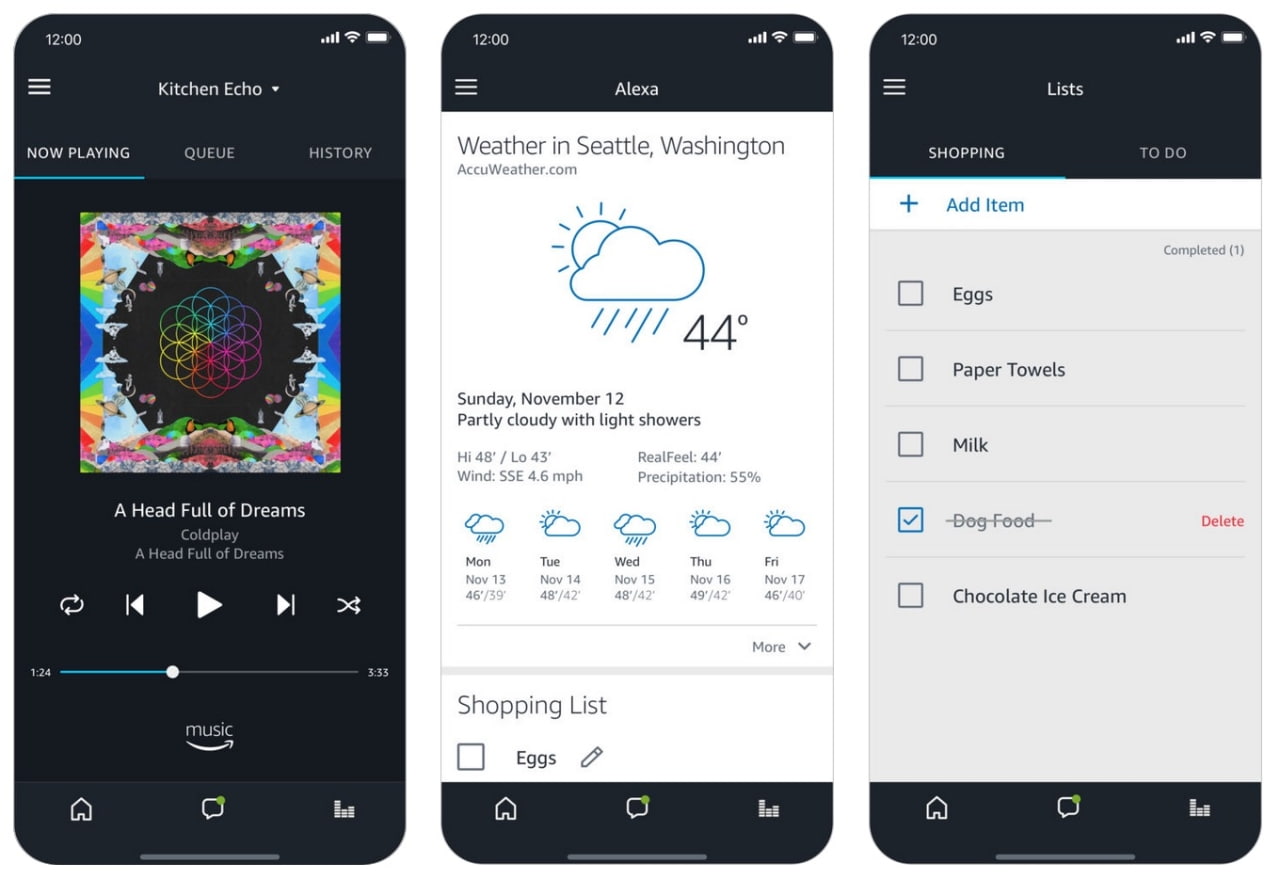 12:00
Kitchen Echo
NOW PLAYING QUEUE HISTORY
A Head Full of Dreams
Coldplay
A Head Full of Dreams
1:24 3:33
music
12:00
Alexa
Weather in Seattle, Washington
AccuWeather.com
44°
Sunday, November 12
Partly cloudy with light showers
Hi 48′ / Lo 43′ RealFeel: 44′
Wind: SSE 4.6 mph Precipitation: 55%
Mon Tue Wed Thu Fri
Nov 13 Nov 14 Nov 15 Nov 16 Nov 17
46′/39′ 48′/42′ 48′/42′ 49′/42′ 46′/40′
More
Shopping List
Eggs
12:00
Lists
SHOPPING TO DO
+ Add Item
Completed (1)
Eggs
Paper Towels
Milk
Dog Food Delete
Chocolate Ice Cream